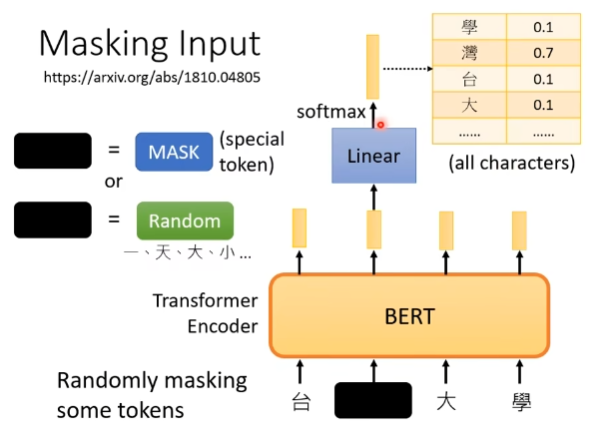 Masking Input
https://arxiv.org/abs/1810.04805
= MASK (special token)
or
= Random
一、天、大、小 ...
Transformer
Encoder
Randomly masking
some tokens
softmax
Linear
學 0.1
灣 0.7
台 0.1
大 0.1
...... ......
(all characters)
BERT
台 大 學